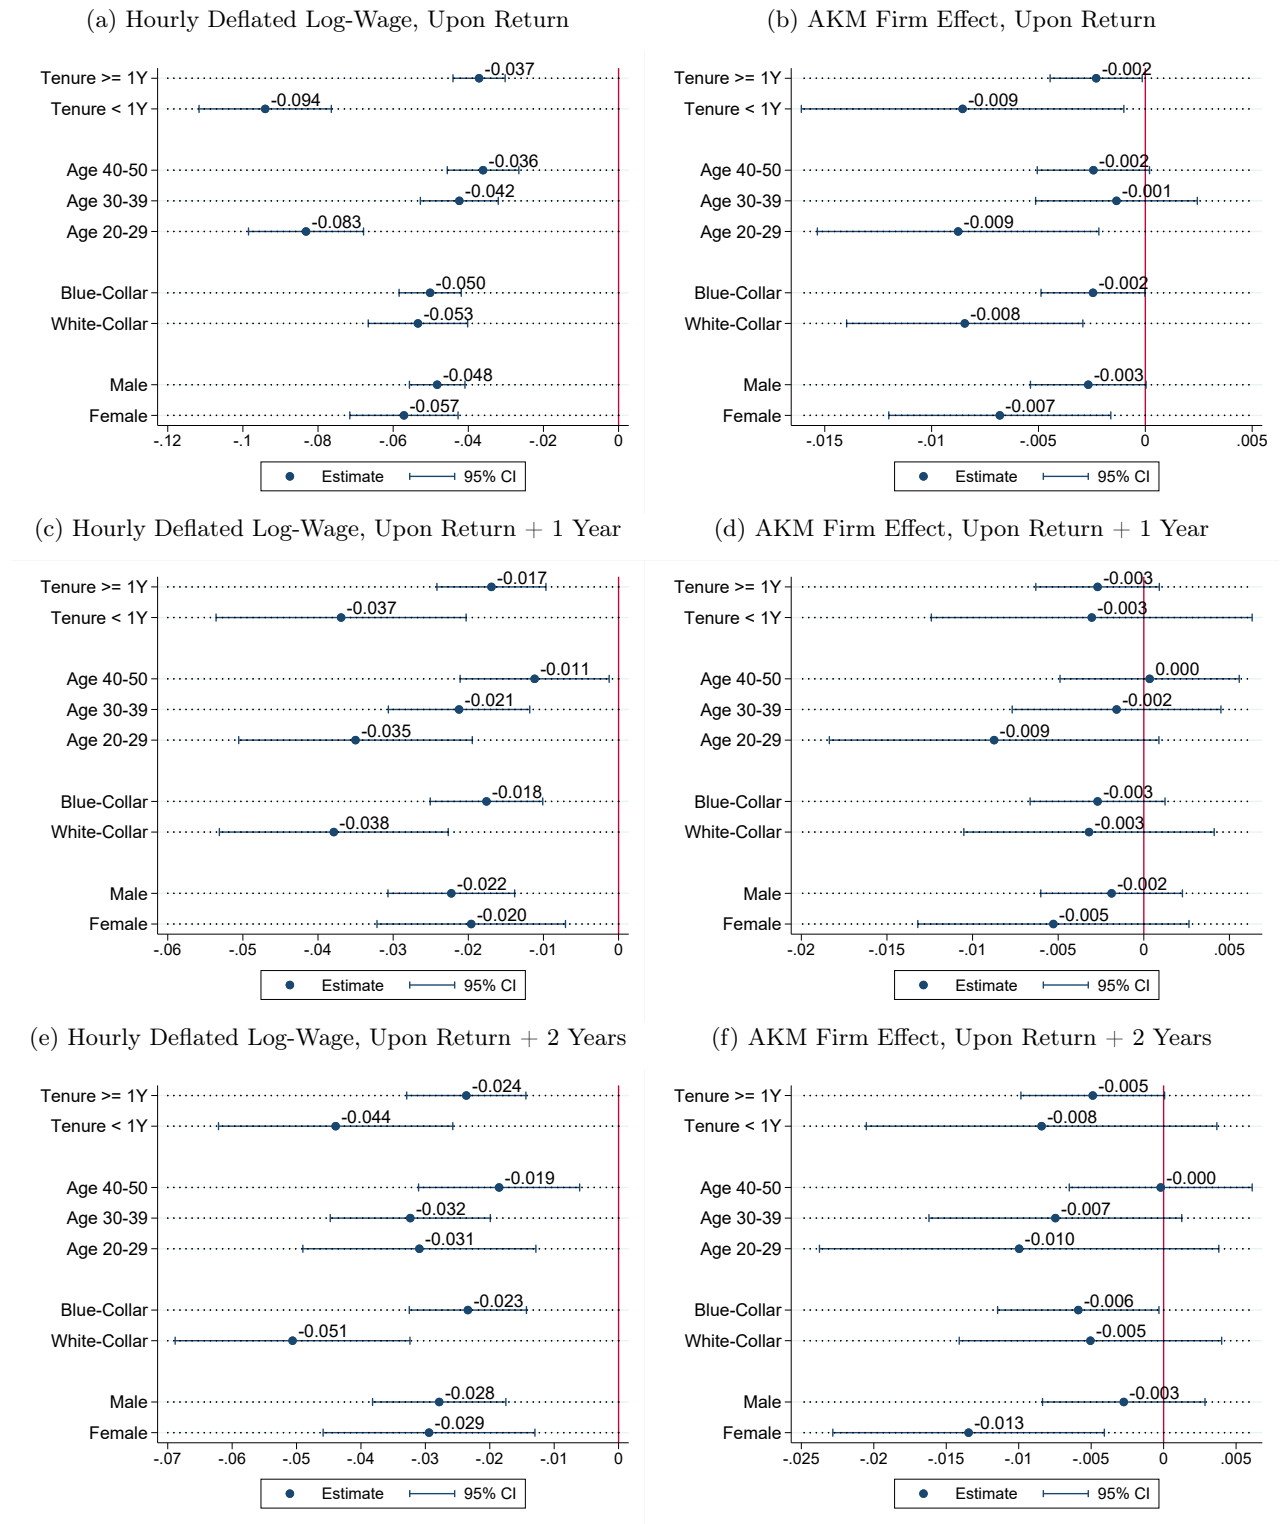 (a) Hourly Deflated Log-Wage, Upon Return
Tenure >= 1Y
-0.037
Tenure < 1Y
-0.094
Age 40-50
-0.036
Age 30-39
-0.042
Age 20-29
-0.083
Blue-Collar
-0.050
White-Collar
-0.053
Male
-0.048
Female
-0.057
-.12 -.1 -.08 -.06 -.04 -.02 0
Estimate 95% CI
(b) AKM Firm Effect, Upon Return
Tenure >= 1Y
-0.002
Tenure < 1Y
-0.009
Age 40-50
-0.002
Age 30-39
-0.001
Age 20-29
-0.009
Blue-Collar
-0.002
White-Collar
-0.008
Male
-0.003
Female
-0.007
-.015 -.01 -.005 0 .005
Estimate 95% CI
(c) Hourly Deflated Log-Wage, Upon Return + 1 Year
Tenure >= 1Y
-0.017
Tenure < 1Y
-0.037
Age 40-50
-0.011
Age 30-39
-0.021
Age 20-29
-0.035
Blue-Collar
-0.018
White-Collar
-0.038
Male
-0.022
Female
-0.020
-.06 -.05 -.04 -.03 -.02 -.01 0
Estimate 95% CI
(d) AKM Firm Effect, Upon Return + 1 Year
Tenure >= 1Y
-0.003
Tenure < 1Y
-0.003
Age 40-50
0.000
Age 30-39
-0.002
Age 20-29
-0.009
Blue-Collar
-0.003
White-Collar
-0.003
Male
-0.002
Female
-0.005
-.02 -.015 -.01 -.005 0 .005
Estimate 95% CI
(e) Hourly Deflated Log-Wage, Upon Return + 2 Years
Tenure >= 1Y
-0.024
Tenure < 1Y
-0.044
Age 40-50
-0.019
Age 30-39
-0.032
Age 20-29
-0.031
Blue-Collar
-0.023
White-Collar
-0.051
Male
-0.028
Female
-0.029
-.07 -.06 -.05 -.04 -.03 -.02 -.01 0
Estimate 95% CI
(f) AKM Firm Effect, Upon Return + 2 Years
Tenure >= 1Y
-0.005
Tenure < 1Y
-0.008
Age 40-50
-0.000
Age 30-39
-0.007
Age 20-29
-0.010
Blue-Collar
-0.006
White-Collar
-0.005
Male
-0.003
Female
-0.013
-.025 -.02 -.015 -.01 -.005 0 .005
Estimate 95% CI